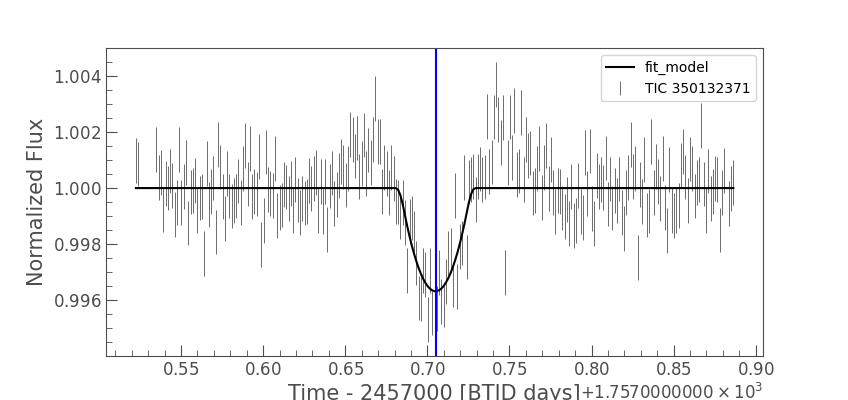 1.004
1.002
1.000
0.998
0.996
Normalized Flux
fit_model
TIC 350132371
0.55 0.60 0.65 0.70 0.75 0.80 0.85 0.90
Time - 2457000 [BTJD days]
+1.7570000000 × 10³